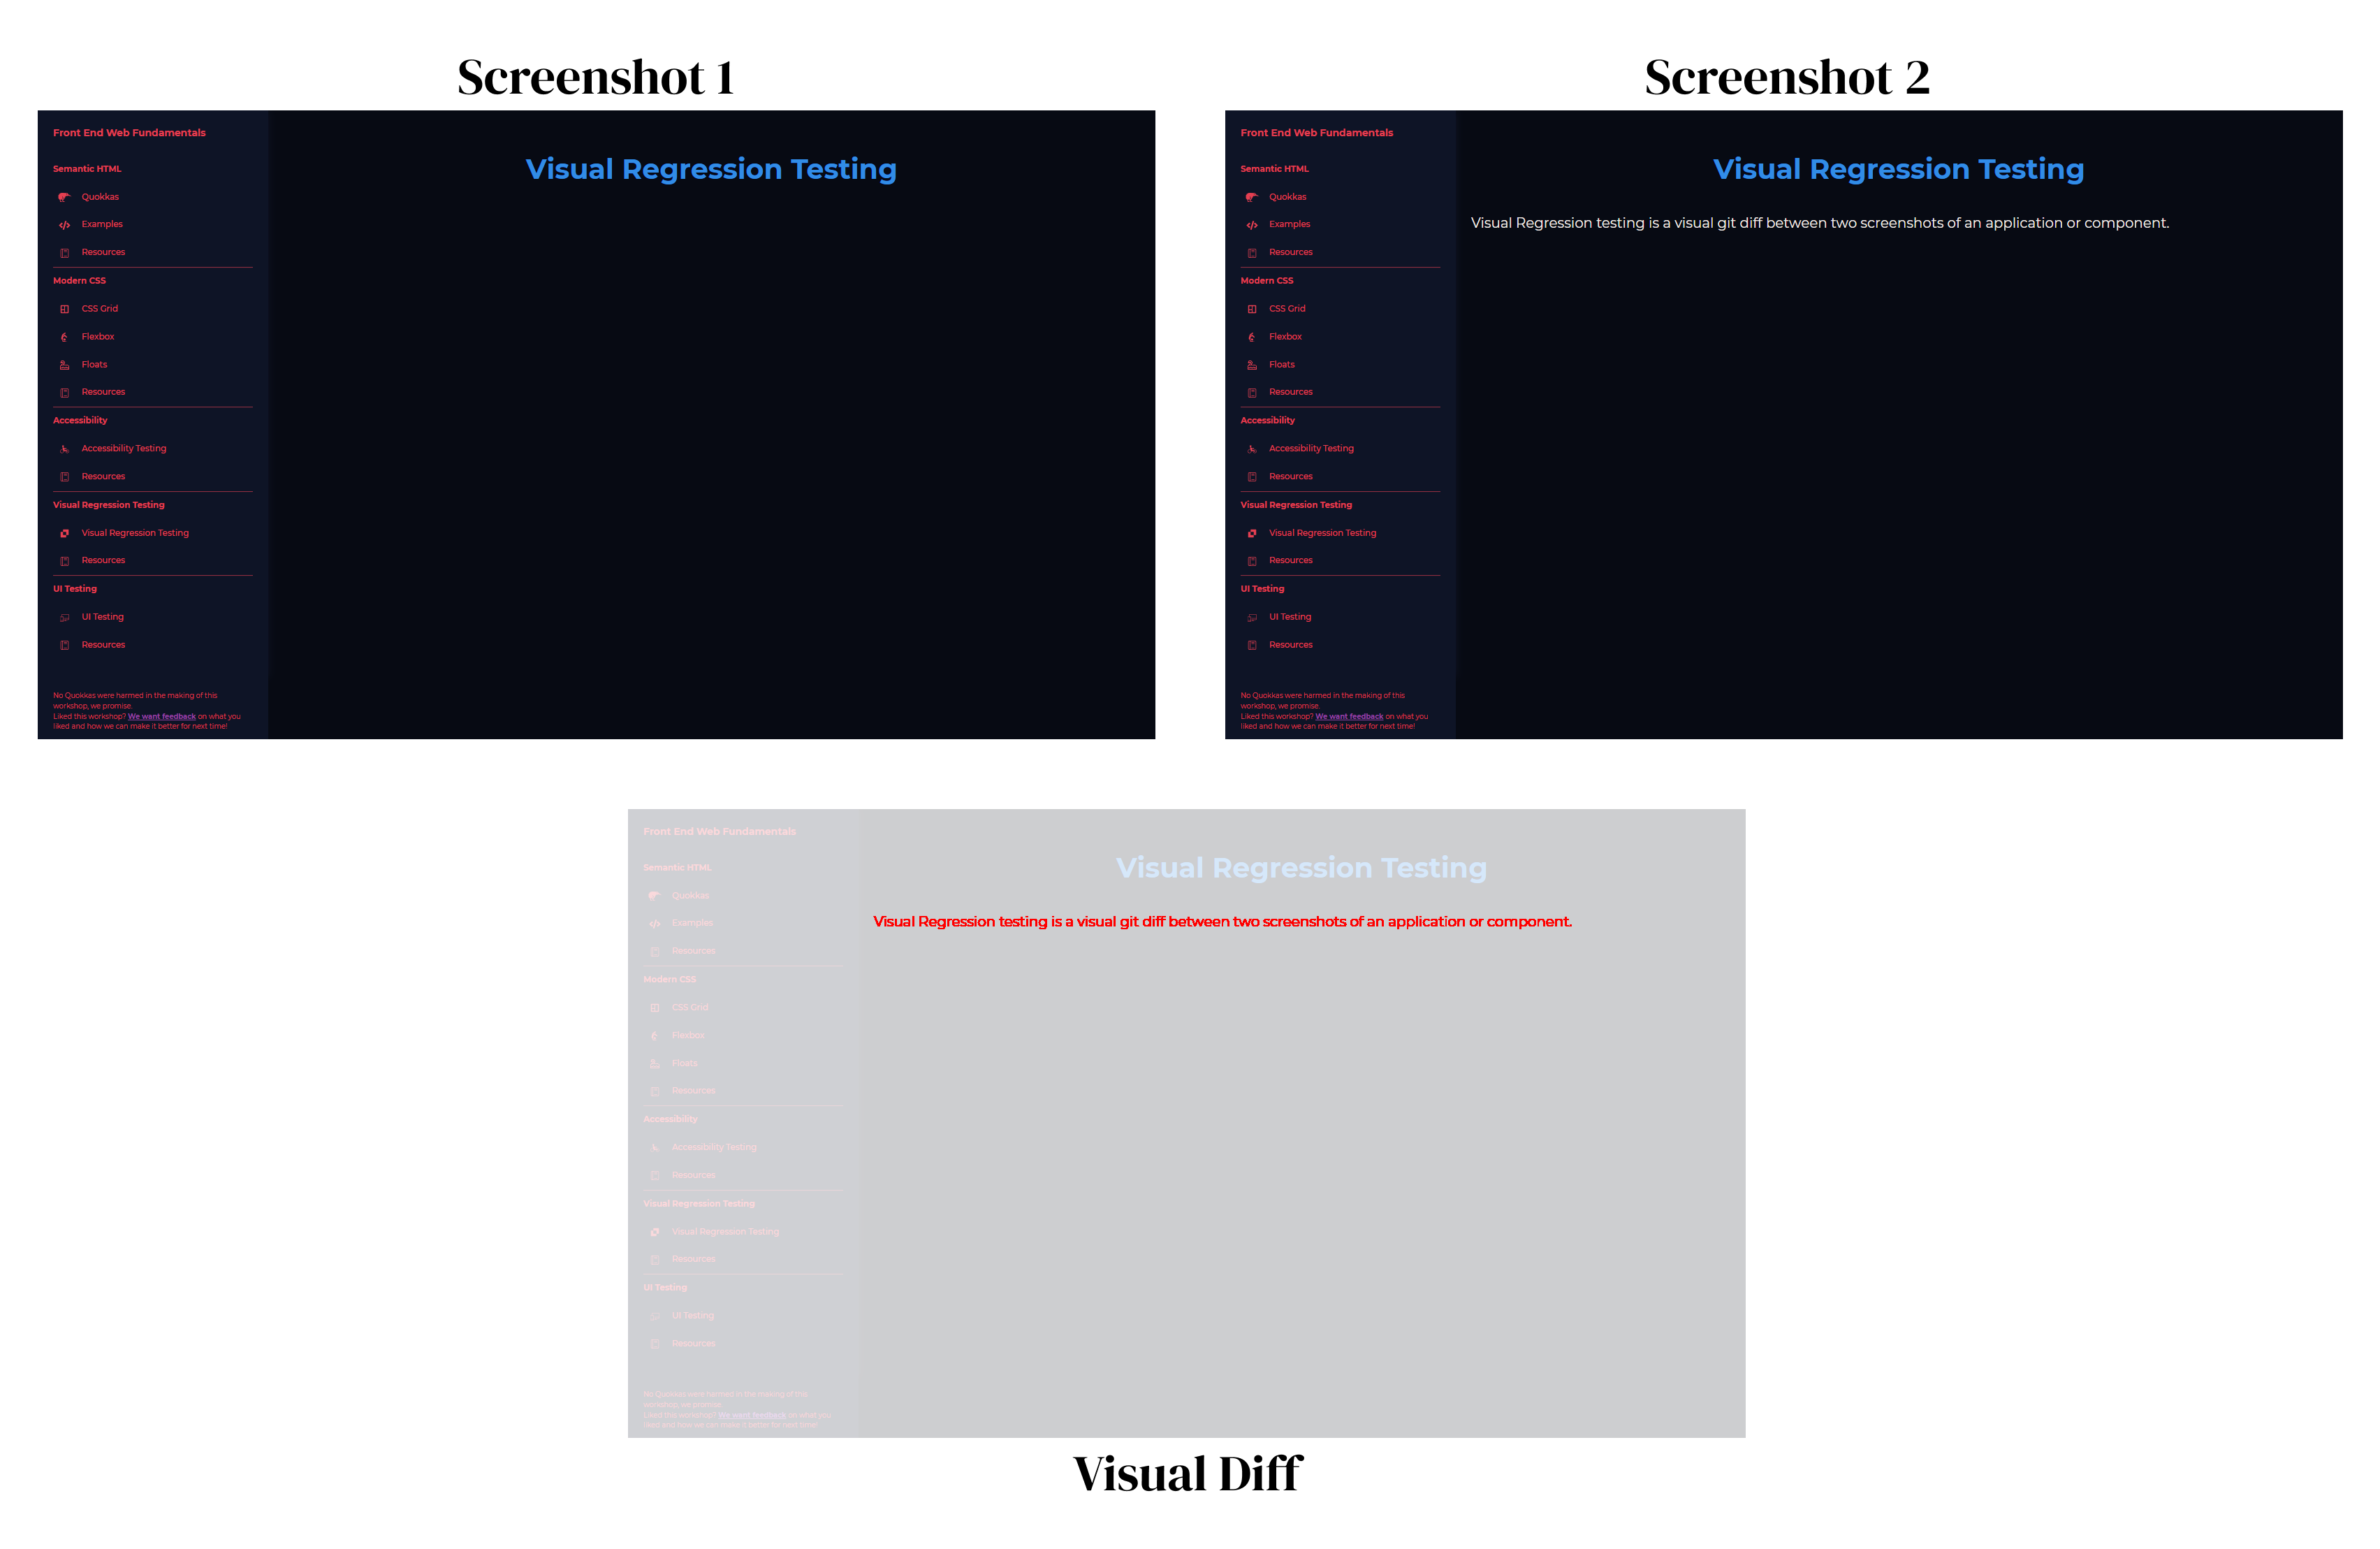 Screenshot 1
Front End Web Fundamentals
Semantic HTML
Quokkas
Examples
Resources
Modern CSS
CSS Grid
Flexbox
Floats
Resources
Accessibility
Accessibility Testing
Resources
Visual Regression Testing
Visual Regression Testing
Resources
UI Testing
UI Testing
Resources
No Quokkas were harmed in the making of this
workshop, we promise.
Liked this workshop? We want feedback on what you
liked and how we can make it better for next time!
Visual Regression Testing
Screenshot 2
Front End Web Fundamentals
Semantic HTML
Quokkas
Examples
Resources
Modern CSS
CSS Grid
Flexbox
Floats
Resources
Accessibility
Accessibility Testing
Resources
Visual Regression Testing
Visual Regression Testing
Resources
UI Testing
UI Testing
Resources
No Quokkas were harmed in the making of this
workshop, we promise.
Liked this workshop? We want feedback on what you
liked and how we can make it better for next time!
Visual Regression Testing
Visual Regression testing is a visual git diff between two screenshots of an application or component.
Front End Web Fundamentals
Semantic HTML
Quokkas
Examples
Resources
Modern CSS
CSS Grid
Flexbox
Floats
Resources
Accessibility
Accessibility Testing
Resources
Visual Regression Testing
Visual Regression Testing
Resources
UI Testing
UI Testing
Resources
No Quokkas were harmed in the making of this
workshop, we promise.
Liked this workshop? We want feedback on what you
liked and how we can make it better for next time!
Visual Regression Testing
Visual Regression testing is a visual git diff between two screenshots of an application or component.
Visual Diff